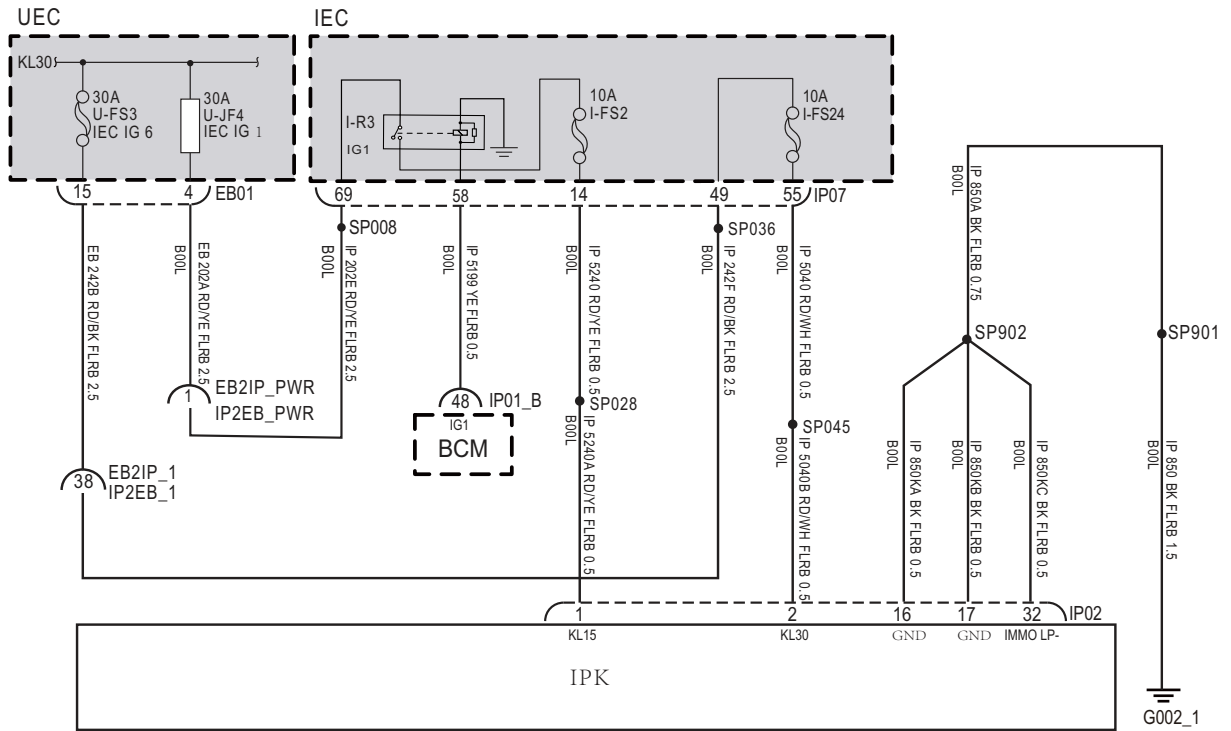 UEC
IEC
KL30
30A
U-FS3
IEC IG 6
30A
U-JF4
IEC IG 1
I-R3
IG1
10A
I-FS2
10A
I-FS24
15
4
EB01
69
58
14
49
55
IP07
SP008
SP036
EB 242B RD/BK FLRB 2.5
B00L
EB 202A RD/YE FLRB 2.5
B00L
IP 202E RD/YE FLRB 2.5
B00L
IP 5199 YE FLRB 0.5
B00L
IP 5240 RD/YE FLRB 0.5
B00L
IP 242F RD/BK FLRB 2.5
B00L
IP 5040 RD/WH FLRB 0.5
B00L
IP 850A BK FLRB 0.75
B00L
SP902
SP901
1
EB2IP_PWR
IP2EB_PWR
48
IP01_B
IG1
BCM
SP028
SP045
38
EB2IP_1
IP2EB_1
IP 5240A RD/YE FLRB 0.5
B00L
IP 5040B RD/WH FLRB 0.5
B00L
IP 850KA BK FLRB 0.5
B00L
IP 850KB BK FLRB 0.5
B00L
IP 850KC BK FLRB 0.5
B00L
IP 850 BK FLRB 1.5
B00L
1
2
16
17
32
IP02
KL15
KL30
GND
GND
IMMO LP-
IPK
G002_1